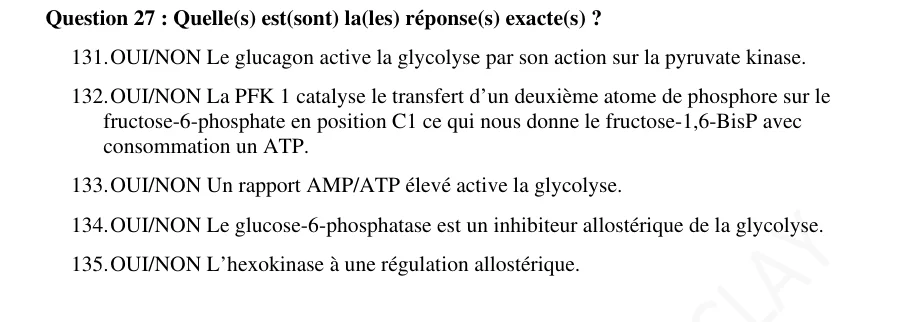 Question 27 : Quelle(s) est(sont) la(les) réponse(s) exacte(s) ?
131.OUI/NON Le glucagon active la glycolyse par son action sur la pyruvate kinase.
132.OUI/NON La PFK 1 catalyse le transfert d’un deuxième atome de phosphore sur le
fructose-6-phosphate en position C1 ce qui nous donne le fructose-1,6-BisP avec
consommation un ATP.
133.OUI/NON Un rapport AMP/ATP élevé active la glycolyse.
134.OUI/NON Le glucose-6-phosphatase est un inhibiteur allostérique de la glycolyse.
135.OUI/NON L’hexokinase à une régulation allostérique.